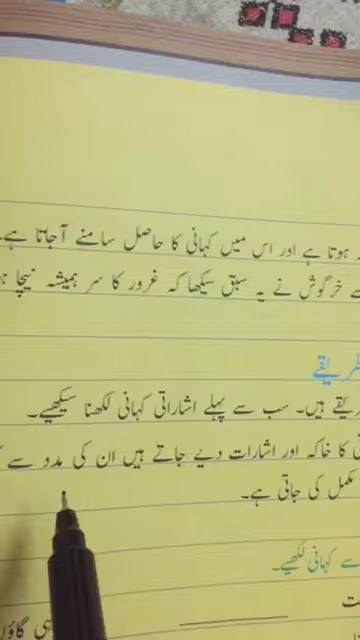 ہوتا ہے اور اس میں کہانی کا حاصل سامنے آجاتا ہے۔
خرگوش نے یہ سبق سیکھا کہ غرور کا سر ہمیشہ نیچا
طریقے
ہیں۔ سب سے پہلے اشاراتی کہانی لکھنا سیکھیے۔
کا خاکہ اور اشارات دیے جاتے ہیں ان کی مدد سے
مکمل کی جاتی ہے۔
سے کہانی لکھیے۔